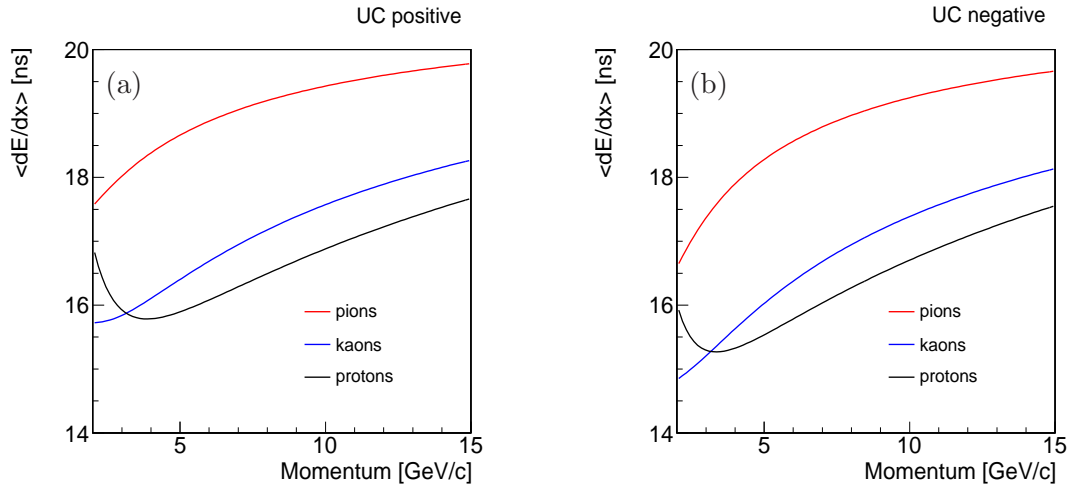 UC positive
<dE/dx> [ns]
20
18
16
14
(a)
pions
kaons
protons
5
10
15
Momentum [GeV/c]
UC negative
<dE/dx> [ns]
20
18
16
14
(b)
pions
kaons
protons
5
10
15
Momentum [GeV/c]